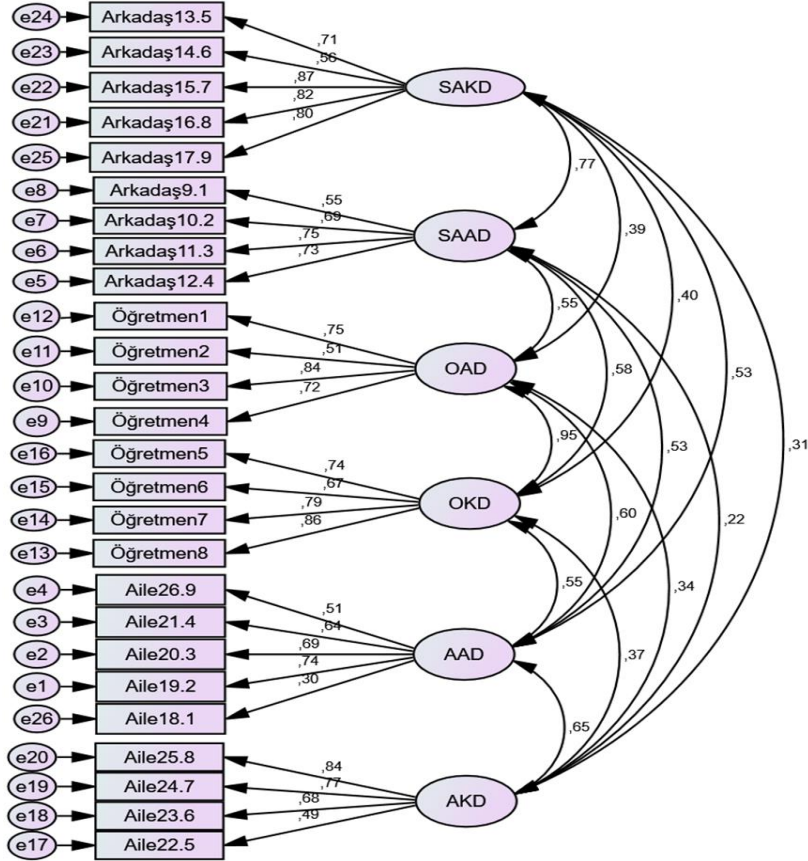 e24 Arkadaş13.5 ,71
e23 Arkadaş14.6 ,56
e22 Arkadaş15.7 ,87 SAKD
e21 Arkadaş16.8 ,82
e25 Arkadaş17.9 ,80
,77
e8 Arkadaş9.1 ,55
e7 Arkadaş10.2 ,69
e6 Arkadaş11.3 ,75 SAAD ,39
e5 Arkadaş12.4 ,73
,40
,55
e12 Öğretmen1 ,75
e11 Öğretmen2 ,51
e10 Öğretmen3 ,84 OAD ,58 ,53
e9 Öğretmen4 ,72
,95 ,53 ,31
e16 Öğretmen5 ,74
e15 Öğretmen6 ,67
e14 Öğretmen7 ,79 OKD ,60 ,22
e13 Öğretmen8 ,86
,55 ,34
e4 Aile26.9 ,51
e3 Aile21.4 ,64
e2 Aile20.3 ,69 AAD ,37
e1 Aile19.2 ,74
e26 Aile18.1 ,30
,65
e20 Aile25.8 ,84
e19 Aile24.7 ,77
e18 Aile23.6 ,68 AKD
e17 Aile22.5 ,49